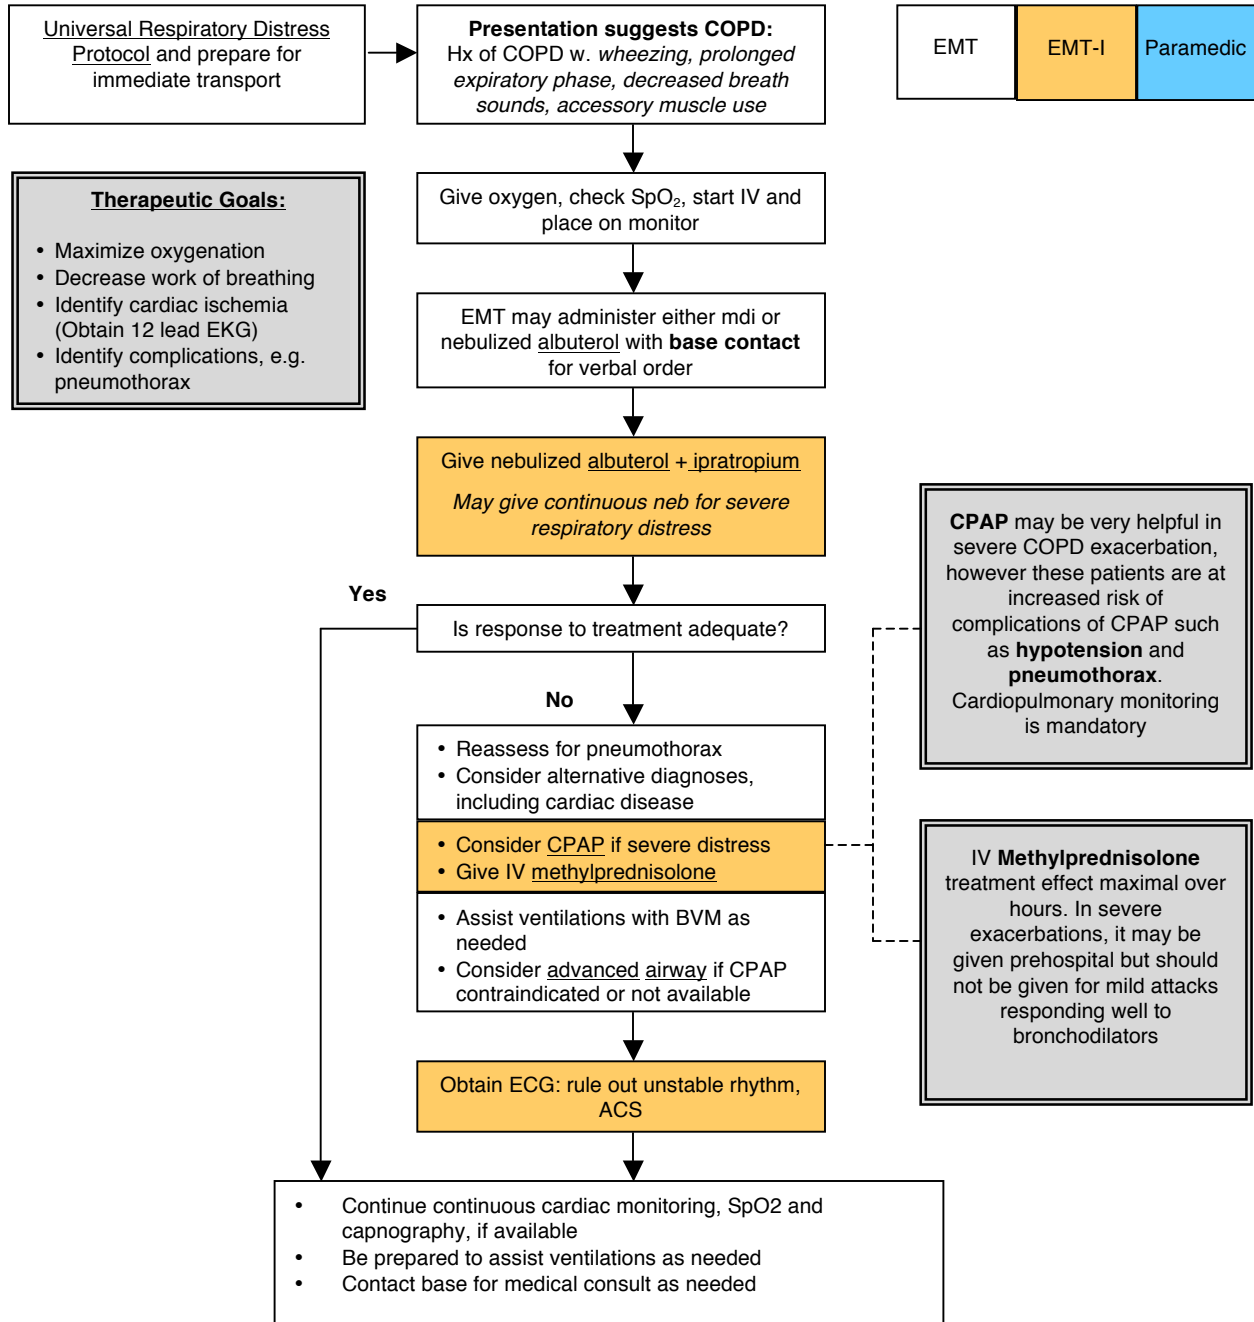 Universal Respiratory Distress
Protocol and prepare for
immediate transport
Presentation suggests COPD:
Hx of COPD w. wheezing, prolonged
expiratory phase, decreased breath
sounds, accessory muscle use
EMT
EMT-I
Paramedic
Therapeutic Goals:
• Maximize oxygenation
• Decrease work of breathing
• Identify cardiac ischemia
(Obtain 12 lead EKG)
• Identify complications, e.g.
pneumothorax
Give oxygen, check SpO₂, start IV and
place on monitor
EMT may administer either mdi or
nebulized albuterol with base contact
for verbal order
Give nebulized albuterol + ipratropium
May give continuous neb for severe
respiratory distress
Yes
Is response to treatment adequate?
No
• Reassess for pneumothorax
• Consider alternative diagnoses,
including cardiac disease
• Consider CPAP if severe distress
• Give IV methylprednisolone
• Assist ventilations with BVM as
needed
• Consider advanced airway if CPAP
contraindicated or not available
CPAP may be very helpful in
severe COPD exacerbation,
however these patients are at
increased risk of
complications of CPAP such
as hypotension and
pneumothorax.
Cardiopulmonary monitoring
is mandatory
IV Methylprednisolone
treatment effect maximal over
hours. In severe
exacerbations, it may be
given prehospital but should
not be given for mild attacks
responding well to
bronchodilators
Obtain ECG: rule out unstable rhythm,
ACS
• Continue continuous cardiac monitoring, SpO2 and
capnography, if available
• Be prepared to assist ventilations as needed
• Contact base for medical consult as needed